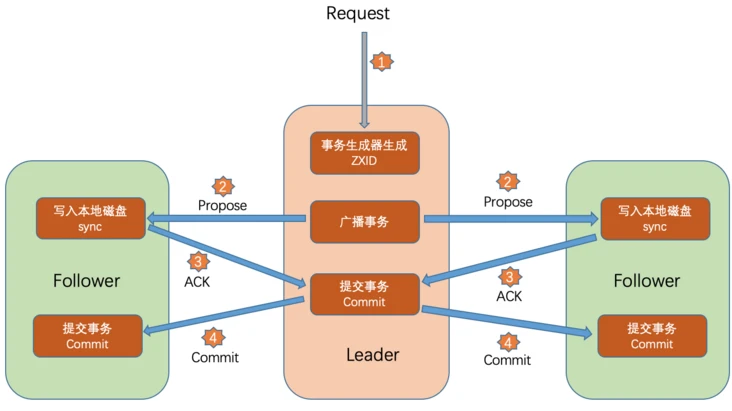 Request
1
事务生成器生成
ZXID
写入本地磁盘
sync
2
Propose
广播事务
2
Propose
写入本地磁盘
sync
Follower
3
ACK
提交事务
Commit
3
ACK
Follower
提交事务
Commit
4
Commit
Leader
4
Commit
提交事务
Commit